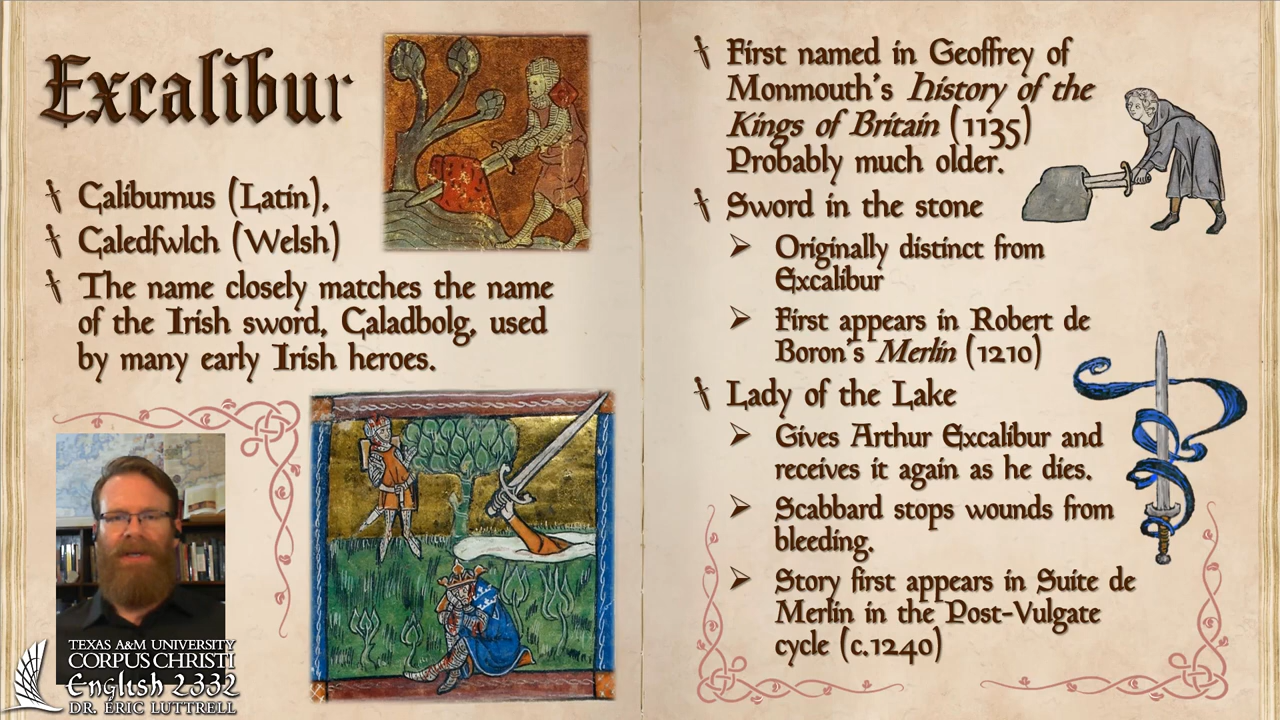 Excalibur
Caliburnus (Latin),
Caledfwlch (Welsh)
The name closely matches the name
of the Irish sword, Caladbolg, used
by many early Irish heroes.
First named in Geoffrey of
Monmouth's History of the
Kings of Britain (1135)
Probably much older.
Sword in the stone
Originally distinct from
Excalibur
First appears in Robert de
Boron's Merlin (1210)
Lady of the Lake
Gives Arthur Excalibur and
receives it again as he dies.
Scabbard stops wounds from
bleeding.
Story first appears in Suite de
Merlin in the Post-Vulgate
cycle (c.1240)
TEXAS A&M UNIVERSITY
CORPUS CHRISTI
English 2332
DR. ERIC LUTTRELL